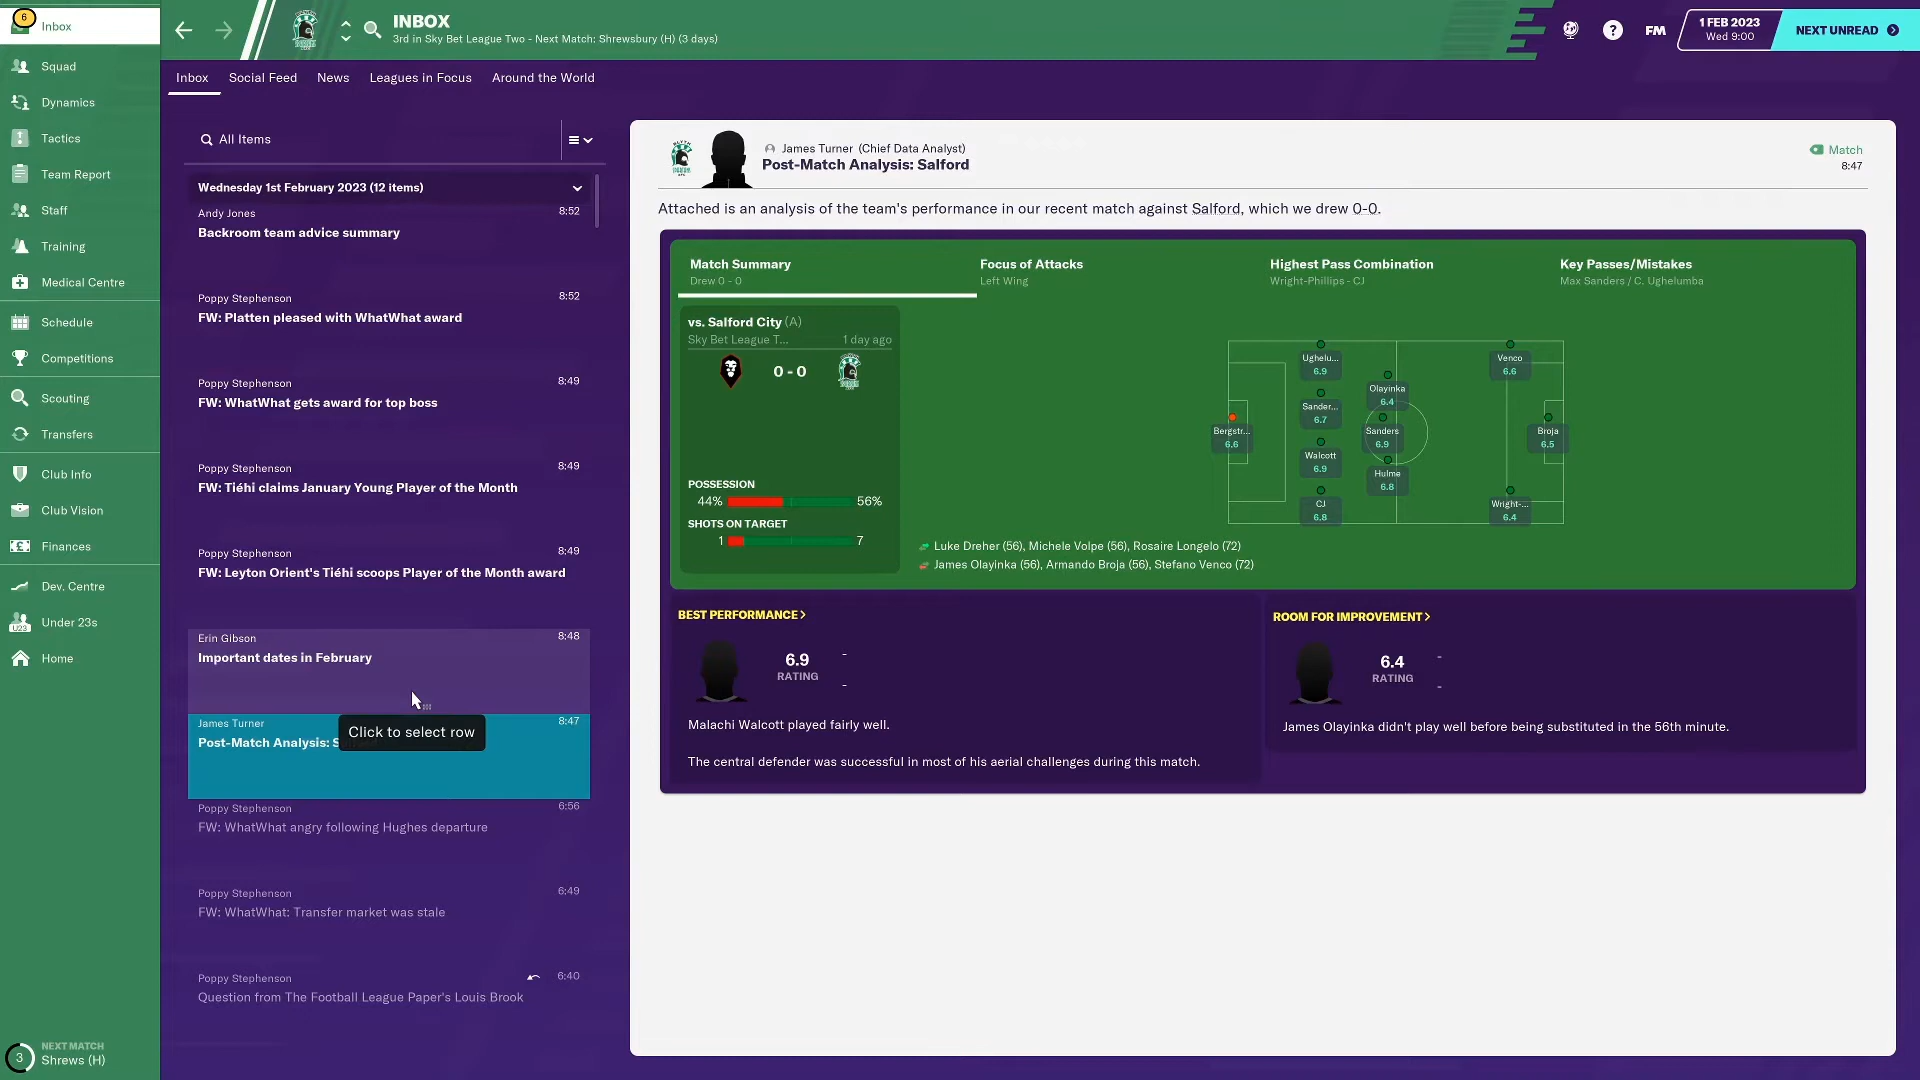 6
Inbox
Squad
Dynamics
Tactics
Team Report
Staff
Training
Medical Centre
Schedule
Competitions
Scouting
Transfers
Club Info
Club Vision
Finances
Dev. Centre
U23
Under 23s
Home
3
NEXT MATCH
Shrews (H)
INBOX
3rd in Sky Bet League Two - Next Match: Shrewsbury (H) (3 days)
?
FM
1 FEB 2023
Wed 9:00
NEXT UNREAD
Inbox
Social Feed
News
Leagues in Focus
Around the World
All Items
Wednesday 1st February 2023 (12 items)
Andy Jones 8:52
Backroom team advice summary
Poppy Stephenson 8:52
FW: Platten pleased with WhatWhat award
Poppy Stephenson 8:49
FW: WhatWhat gets award for top boss
Poppy Stephenson 8:49
FW: Tiéhi claims January Young Player of the Month
Poppy Stephenson 8:49
FW: Leyton Orient's Tiéhi scoops Player of the Month award
Erin Gibson 8:48
Important dates in February
James Turner 8:47
Post-Match Analysis: S
Click to select row
Poppy Stephenson 6:56
FW: WhatWhat angry following Hughes departure
Poppy Stephenson 6:49
FW: WhatWhat: Transfer market was stale
Poppy Stephenson 6:40
Question from The Football League Paper's Louis Brook
James Turner (Chief Data Analyst)
Post-Match Analysis: Salford
Match
8:47
Attached is an analysis of the team's performance in our recent match against Salford, which we drew 0-0.
Match Summary
Drew 0 - 0
Focus of Attacks
Left Wing
Highest Pass Combination
Wright-Phillips - CJ
Key Passes/Mistakes
Max Sanders / C. Ughelumba
vs. Salford City (A)
Sky Bet League T... 1 day ago
0 - 0
POSSESSION
44% 56%
SHOTS ON TARGET
1 7
Ughelu...
6.9
Venco
6.6
Olayinka
6.4
Sander...
6.7
Bergstr...
6.6
Sanders
6.9
Broja
6.5
Walcott
6.9
Hulme
6.8
CJ
6.8
Wright-...
6.4
Luke Dreher (56), Michele Volpe (56), Rosaire Longelo (72)
James Olayinka (56), Armando Broja (56), Stefano Venco (72)
BEST PERFORMANCE >
6.9
RATING
-
-
Malachi Walcott played fairly well.
The central defender was successful in most of his aerial challenges during this match.
ROOM FOR IMPROVEMENT >
6.4
RATING
-
-
James Olayinka didn't play well before being substituted in the 56th minute.